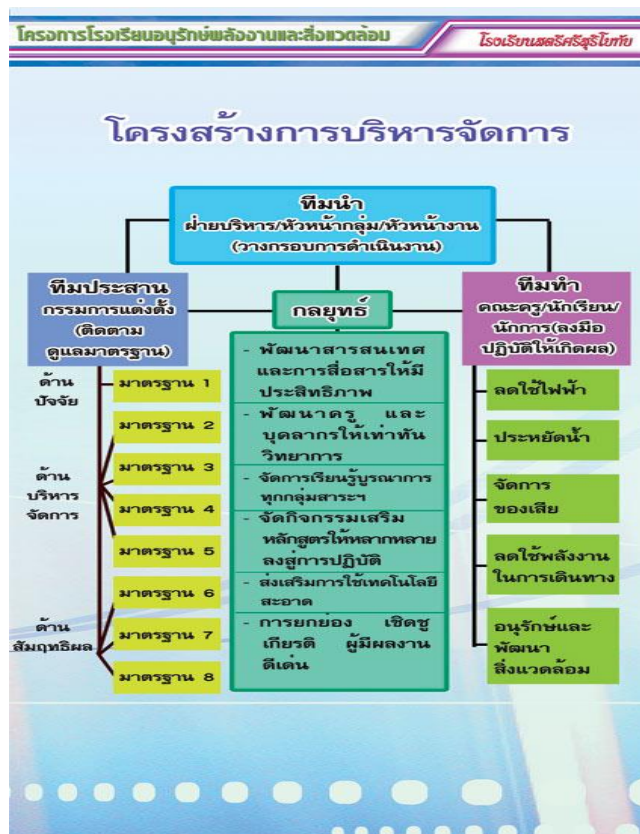 โครงการโรงเรียนอนุรักษ์พลังงานและสิ่งแวดล้อม
โรงเรียนสตรีศรีสุริโยทัย
โครงสร้างการบริหารจัดการ
ทีมนำ
ฝ่ายบริหาร/หัวหน้ากลุ่ม/หัวหน้างาน
(วางกรอบการดำเนินงาน)
ทีมประสาน
กรรมการแต่งตั้ง
(ติดตาม
ดูแลมาตรฐาน)
ด้าน
ปัจจัย
มาตรฐาน 1
มาตรฐาน 2
ด้าน
บริหาร
จัดการ
มาตรฐาน 3
มาตรฐาน 4
มาตรฐาน 5
ด้าน
สัมฤทธิผล
มาตรฐาน 6
มาตรฐาน 7
มาตรฐาน 8
กลยุทธ์
- พัฒนาสารสนเทศ
และการสื่อสารให้มี
ประสิทธิภาพ
- พัฒนาครู และ
บุคลากรให้เท่าทัน
วิทยาการ
- จัดการเรียนรู้บูรณาการ
ทุกกลุ่มสาระฯ
- จัดกิจกรรมเสริม
หลักสูตรให้หลากหลาย
ลงสู่การปฏิบัติ
- ส่งเสริมการใช้เทคโนโลยี
สะอาด
- การยกย่อง เชิดชู
เกียรติ ผู้มีผลงาน
ดีเด่น
ทีมทำ
คณะครู/นักเรียน/
นักการ(ลงมือ
ปฏิบัติให้เกิดผล)
ลดใช้ไฟฟ้า
ประหยัดน้ำ
จัดการ
ของเสีย
ลดใช้พลังงาน
ในการเดินทาง
อนุรักษ์และ
พัฒนา
สิ่งแวดล้อม